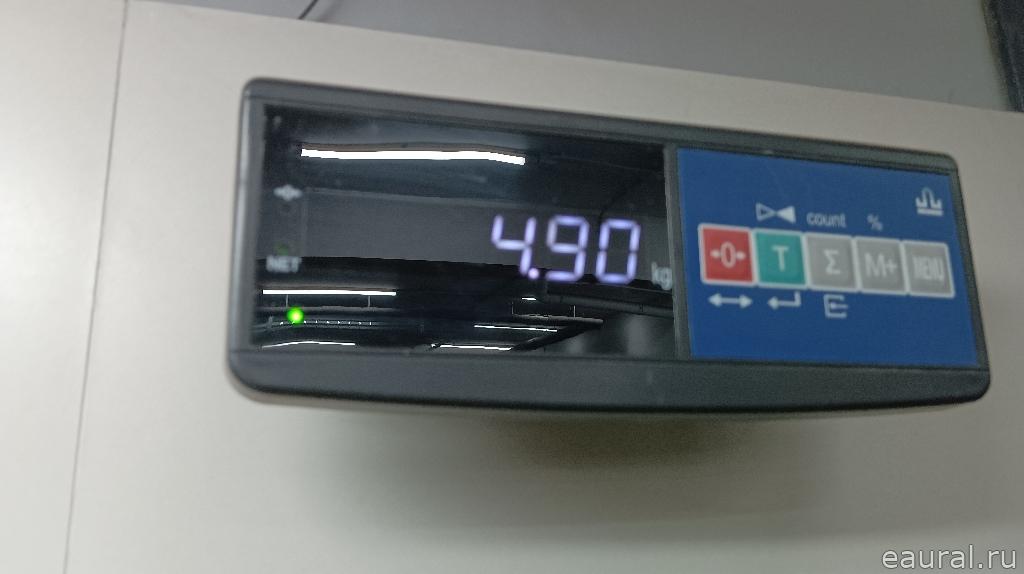 NET
4.90 kg
count %
→0← T Σ M+ MENU
eaural.ru